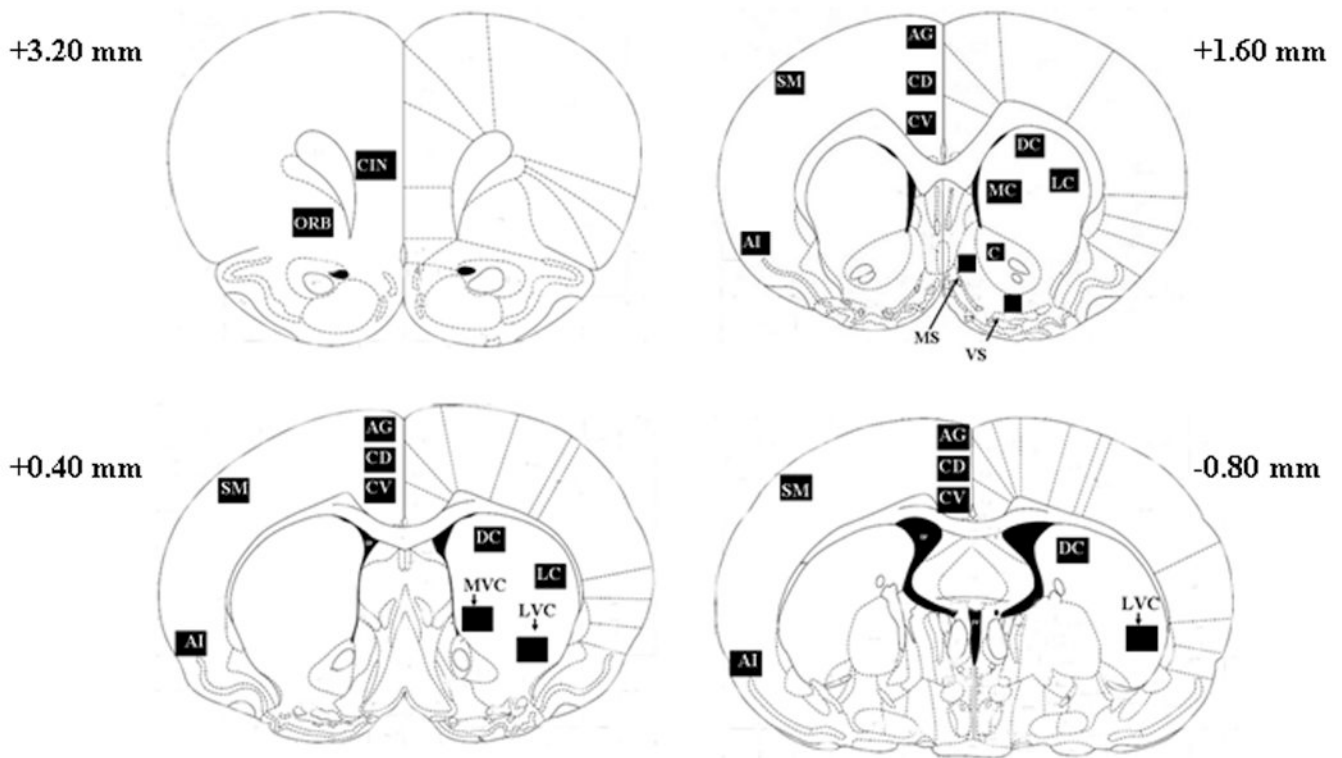 +3.20 mm
CIN
ORB
+1.60 mm
AG
SM
CD
CV
DC
MC
LC
AI
C
MS
VS
+0.40 mm
AG
CD
SM
CV
DC
LC
MVC
LVC
AI
-0.80 mm
AG
CD
SM
CV
DC
LVC
AI